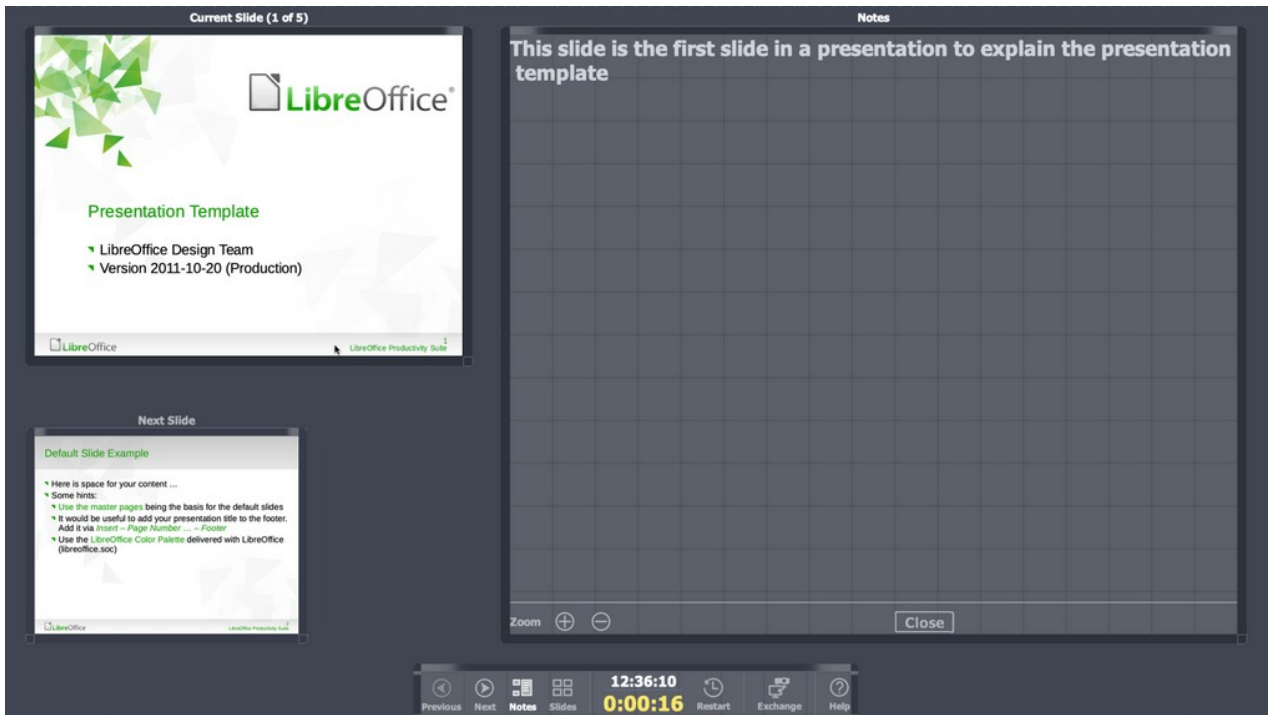 Current Slide (1 of 5)
LibreOffice®
Presentation Template
LibreOffice Design Team
Version 2011-10-20 (Production)
LibreOffice
1
LibreOffice Productivity Suite
Next Slide
Default Slide Example
Here is space for your content ...
Some hints:
Use the master pages being the basis for the default slides
It would be useful to add your presentation title to the footer.
Add it via Insert – Page Number ... – Footer
Use the LibreOffice Color Palette delivered with LibreOffice
(libreoffice.soc)
LibreOffice
2
LibreOffice Productivity Suite
Notes
This slide is the first slide in a presentation to explain the presentation
template
Zoom
Close
Previous
Next
Notes
Slides
12:36:10
0:00:16
Restart
Exchange
Help